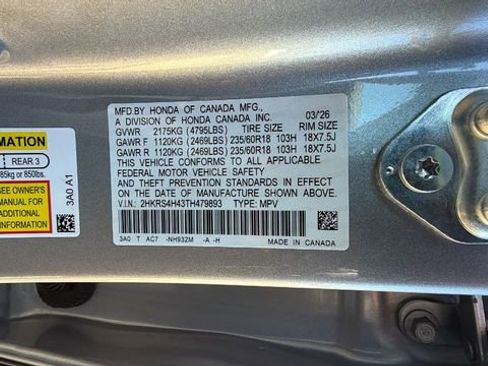 MFD.BY HONDA OF CANADA MFG.,
A DIVISION OF HONDA CANADA INC. 03/26
GVWR 2175KG (4795LBS) TIRE SIZE RIM SIZE
GAWR F 1120KG (2469LBS) 235/60R18 103H 18X7.5J
GAWR R 1120KG (2469LBS) 235/60R18 103H 18X7.5J
THIS VEHICLE CONFORMS TO ALL APPLICABLE
FEDERAL MOTOR VEHICLE SAFETY
AND THEFT PREVENTION STANDARDS IN EFFECT
ON THE DATE OF MANUFACTURE SHOWN ABOVE.
V.I.N.: 2HKRS4H43TH479893 TYPE: MPV
3A0 T AC7 -NH932M -A -H MADE IN CANADA
MATION
REAR 3
85kg or 850lbs.
SEE OWNER'S
MANUAL FOR
ADDITIONAL
INFORMATION
3A0 A1